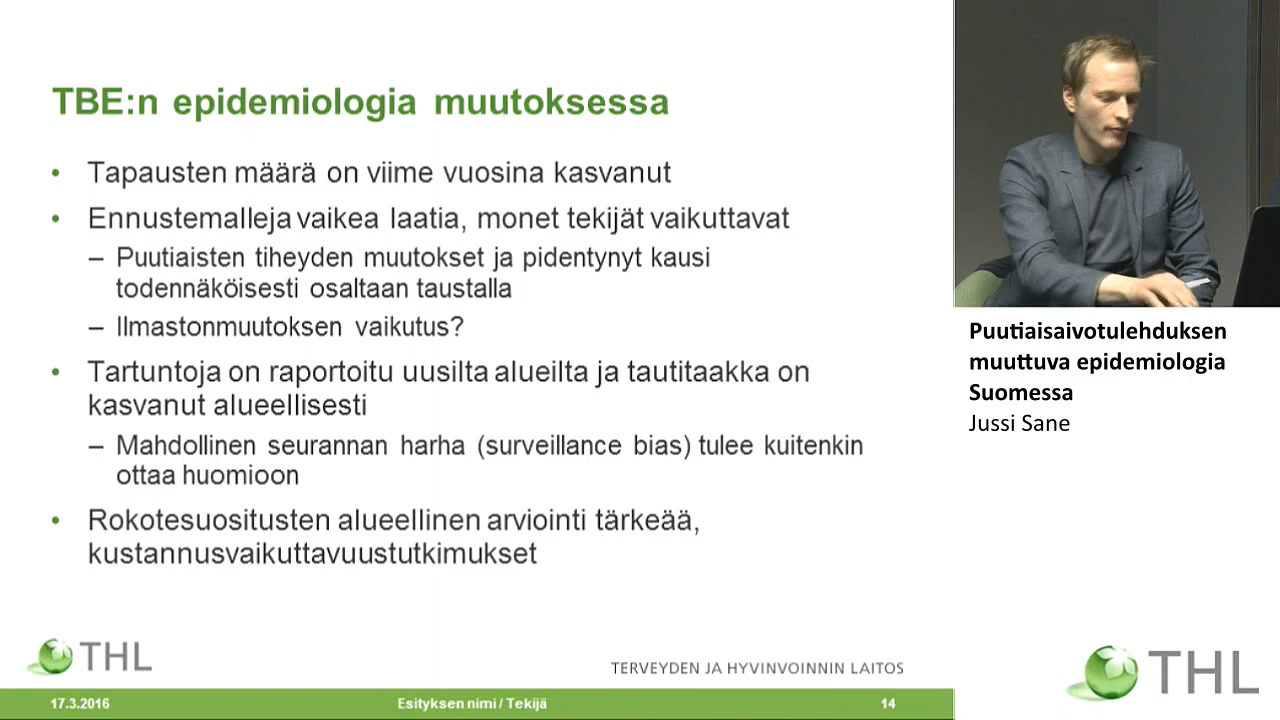 TBE:n epidemiologia muutoksessa
• Tapausten määrä on viime vuosina kasvanut
• Ennustemalleja vaikea laatia, monet tekijät vaikuttavat
– Puutiaisten tiheyden muutokset ja pidentynyt kausi
todennäköisesti osaltaan taustalla
– Ilmastonmuutoksen vaikutus?
• Tartuntoja on raportoitu uusilta alueilta ja tautitaakka on
kasvanut alueellisesti
– Mahdollinen seurannan harha (surveillance bias) tulee kuitenkin
ottaa huomioon
• Rokotesuositusten alueellinen arviointi tärkeää,
kustannusvaikuttavuustutkimukset
THL
TERVEYDEN JA HYVINVOINNIN LAITOS
17.3.2016
Esityksen nimi / Tekijä
14
Puutiaisaivotulehduksen
muuttuva epidemiologia
Suomessa
Jussi Sane
THL